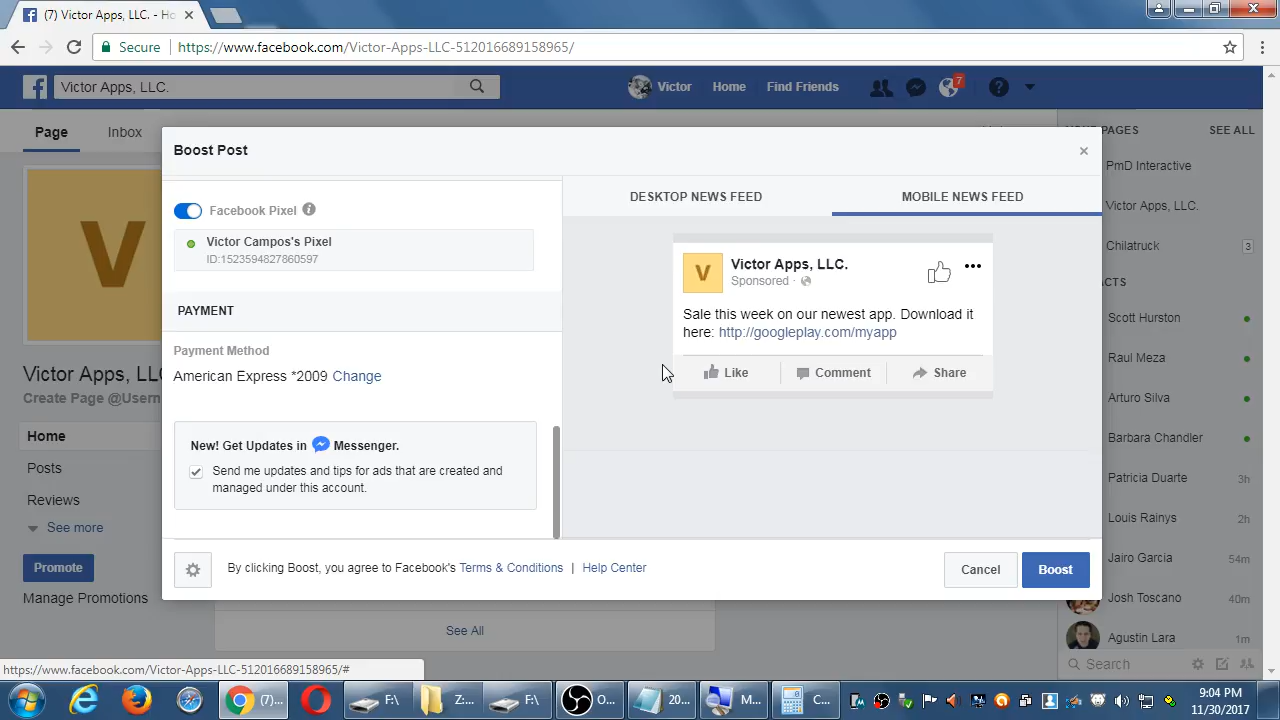 (7) Victor Apps, LLC. - Ho
Secure
https://www.facebook.com/Victor-Apps-LLC-512016689158965/
Victor Apps, LLC.
Victor
Home
Find Friends
7
Page
Inbox
PAGES
SEE ALL
PmD Interactive
Victor Apps, LLC.
Chilatruck
3
Scott Hurston
Raul Meza
Arturo Silva
Barbara Chandler
Patricia Duarte
3h
Louis Rainys
2h
Jairo Garcia
54m
Josh Toscano
40m
Agustin Lara
1m
Search
V
Victor Apps, LL
Create Page @Usern
Home
Posts
Reviews
See more
Promote
Manage Promotions
See All
Boost Post
Facebook Pixel
Victor Campos's Pixel
ID:1523594827860597
PAYMENT
Payment Method
American Express *2009 Change
New! Get Updates in Messenger.
Send me updates and tips for ads that are created and
managed under this account.
DESKTOP NEWS FEED
MOBILE NEWS FEED
V
Victor Apps, LLC.
Sponsored ·
Sale this week on our newest app. Download it
here: http://googleplay.com/myapp
Like
Comment
Share
By clicking Boost, you agree to Facebook's Terms & Conditions | Help Center
Cancel
Boost
https://www.facebook.com/Victor-Apps-LLC-512016689158965/#
(7)...
F:\
Z:...
F:\
O...
20...
M...
C...
9:04 PM
11/30/2017